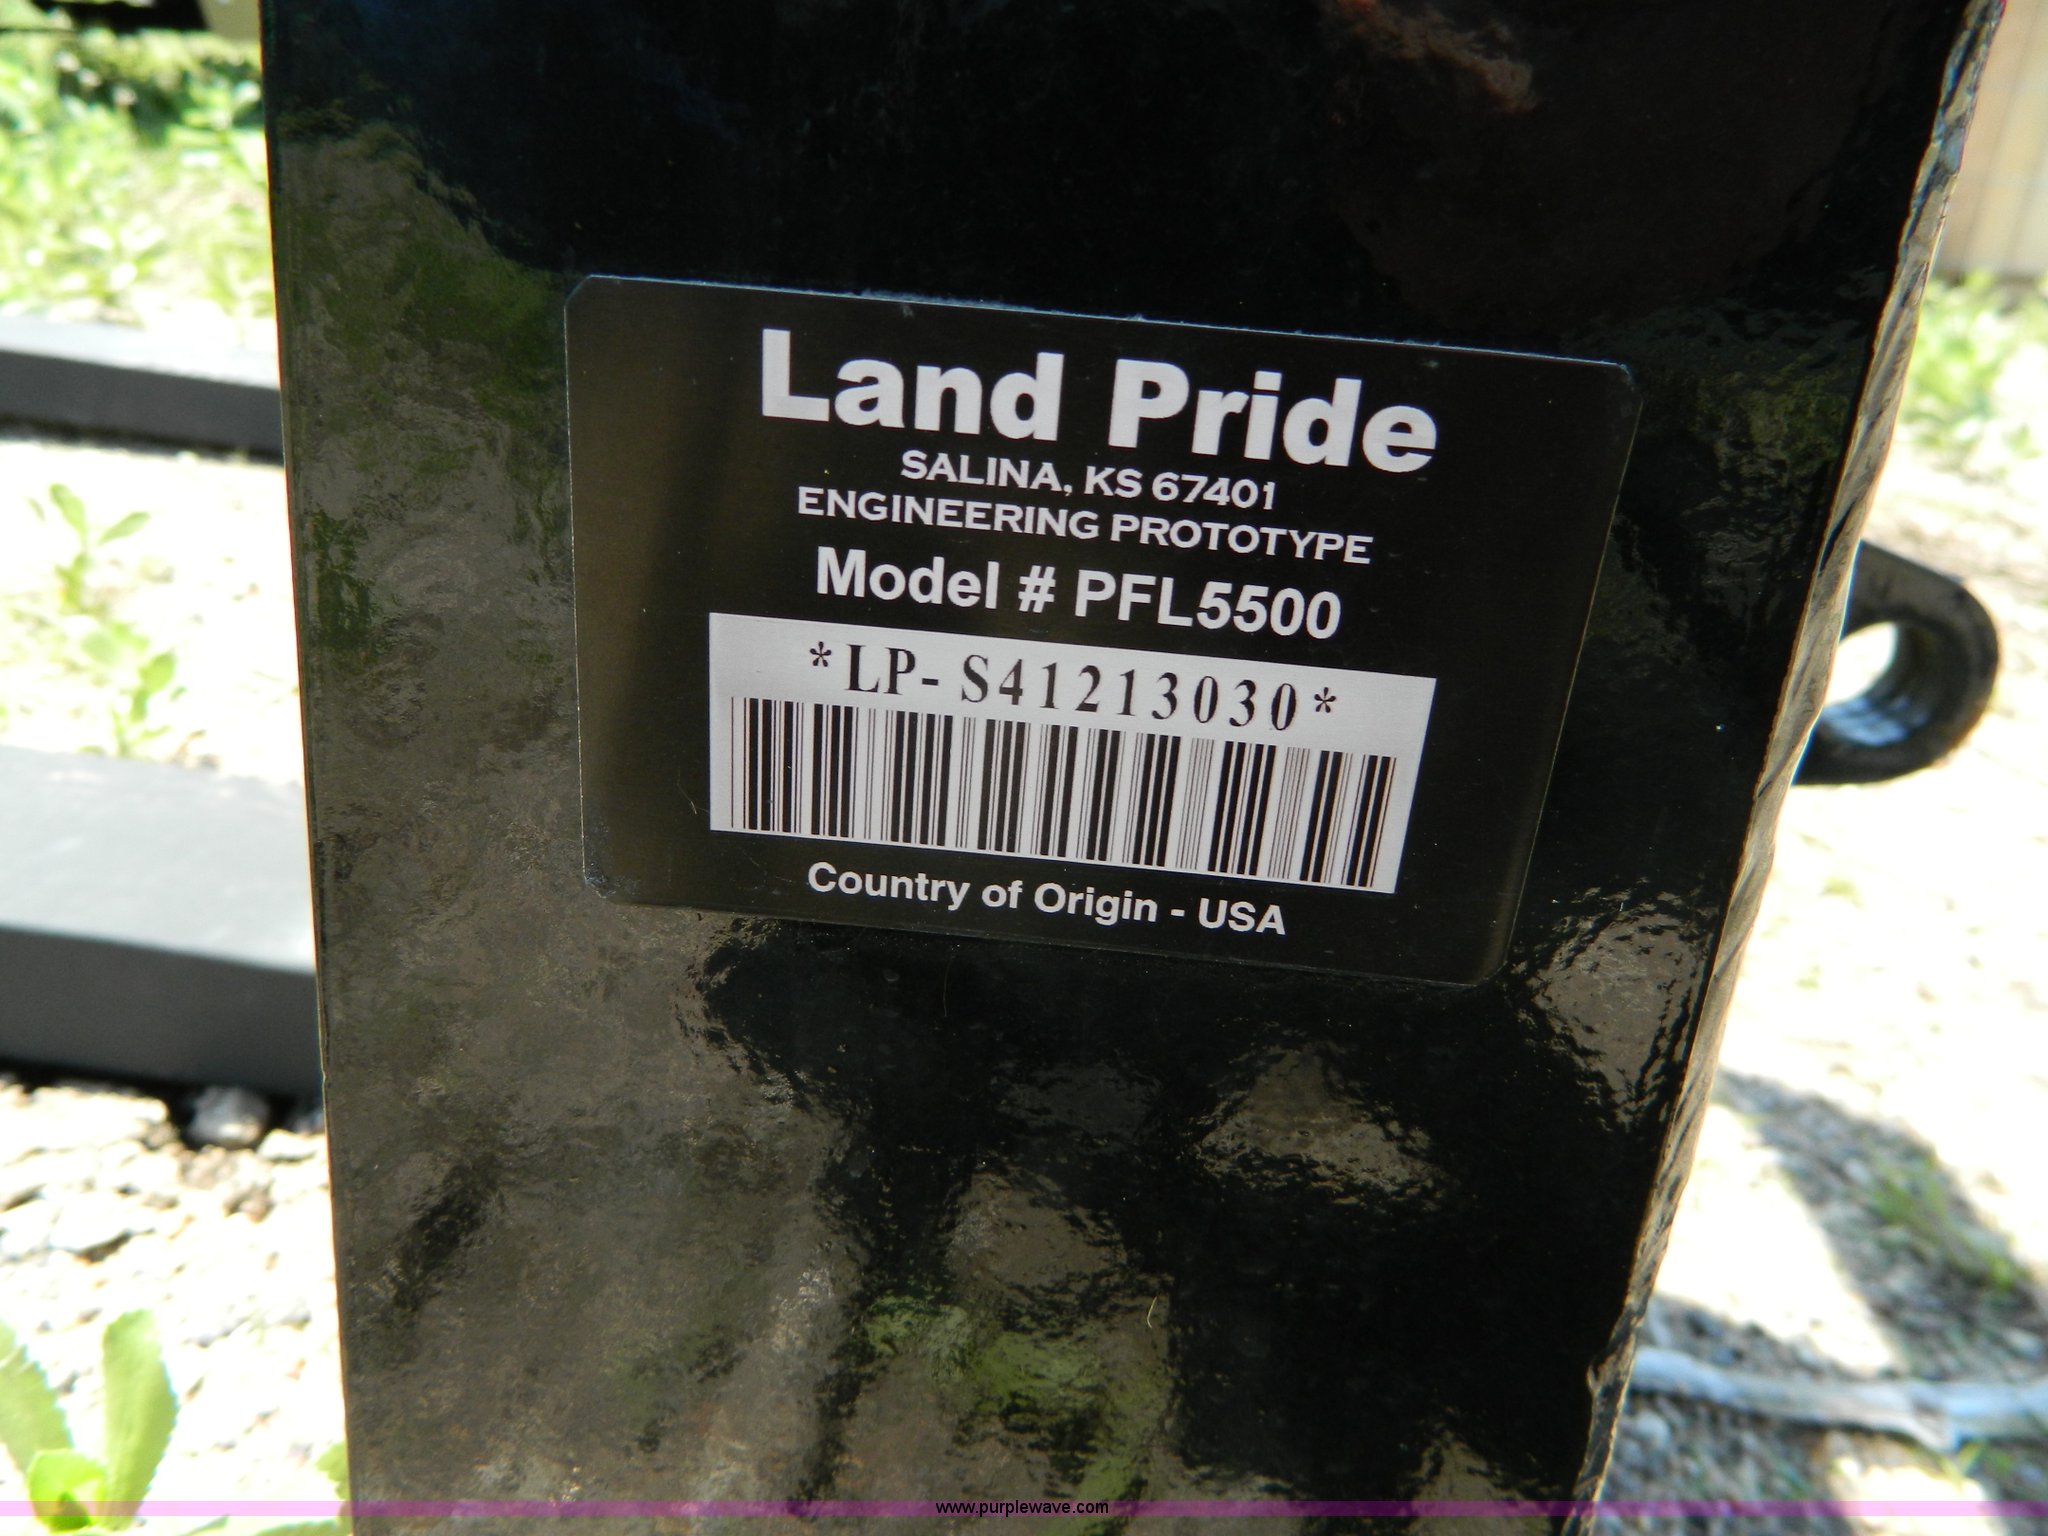 Land Pride
SALINA, KS 67401
ENGINEERING PROTOTYPE
Model # PFL5500
*LP- S41213030*
Country of Origin - USA
www.purplewave.com